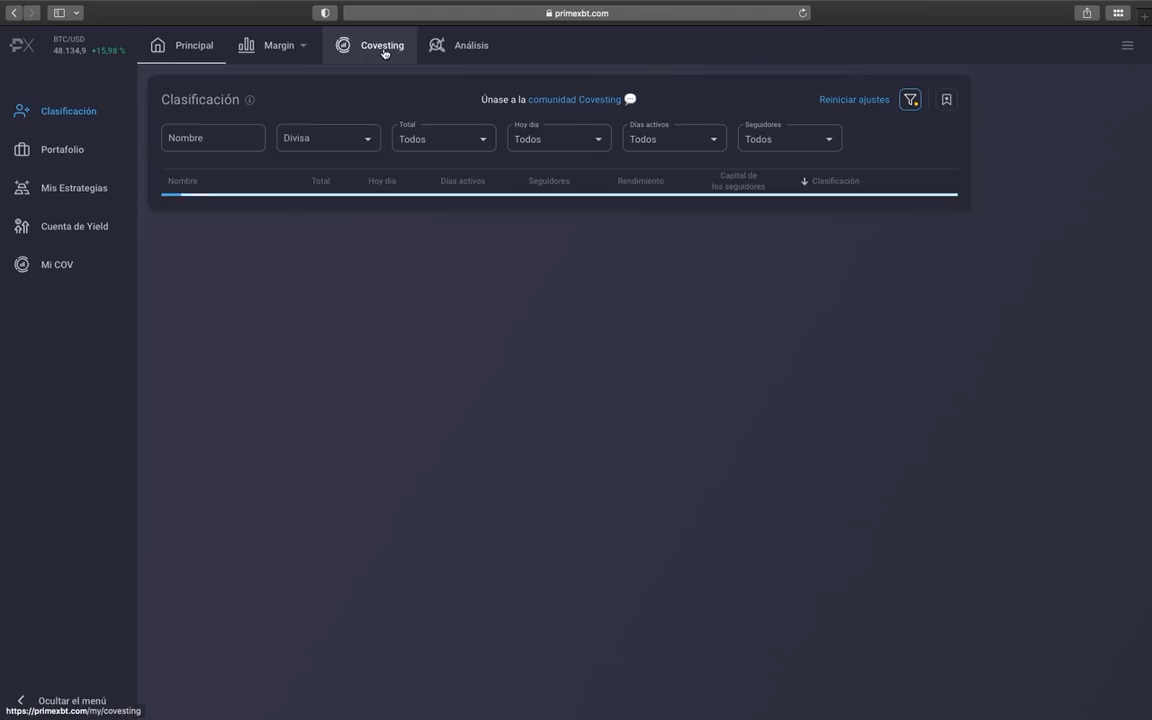 primexbt.com
BTC/USD
48.134,9 +15,98 %
Principal
Margin
Covesting
Análisis
Clasificación
Portafolio
Mis Estrategias
Cuenta de Yield
Mi COV
Clasificación
Únase a la comunidad Covesting
Reiniciar ajustes
Nombre
Divisa
Total
Todos
Hoy día
Todos
Días activos
Todos
Seguidores
Todos
Nombre
Total
Hoy día
Días activos
Seguidores
Rendimiento
Capital de
los seguidores
Clasificación
Ocultar el menú
https://primexbt.com/my/covesting